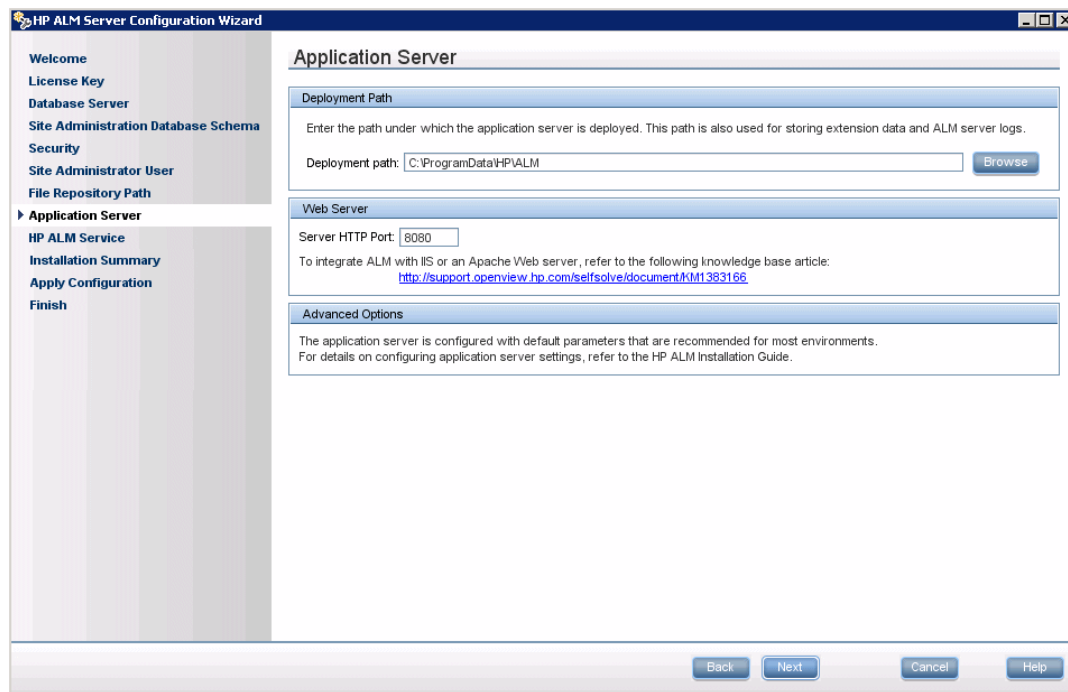 HP ALM Server Configuration Wizard
Welcome
License Key
Database Server
Site Administration Database Schema
Security
Site Administrator User
File Repository Path
Application Server
HP ALM Service
Installation Summary
Apply Configuration
Finish
Application Server
Deployment Path
Enter the path under which the application server is deployed. This path is also used for storing extension data and ALM server logs.
Deployment path: C:\ProgramData\HP\ALM Browse
Web Server
Server HTTP Port: 8080
To integrate ALM with IIS or an Apache Web server, refer to the following knowledge base article:
http://support.openview.hp.com/selfsolve/document/KM1383166
Advanced Options
The application server is configured with default parameters that are recommended for most environments.
For details on configuring application server settings, refer to the HP ALM Installation Guide.
Back Next Cancel Help